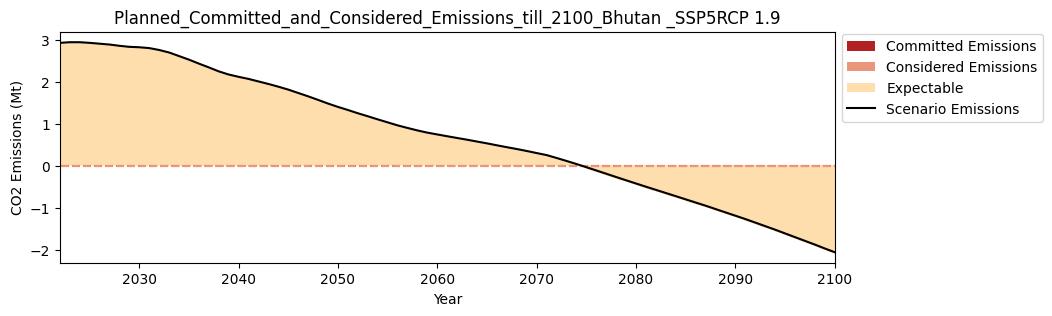 Planned_Committed_and_Considered_Emissions_till_2100_Bhutan _SSP5RCP 1.9
CO2 Emissions (Mt)
3
2
1
0
−1
−2
2030 2040 2050 2060 2070 2080 2090 2100
Year
Committed Emissions
Considered Emissions
Expectable
Scenario Emissions